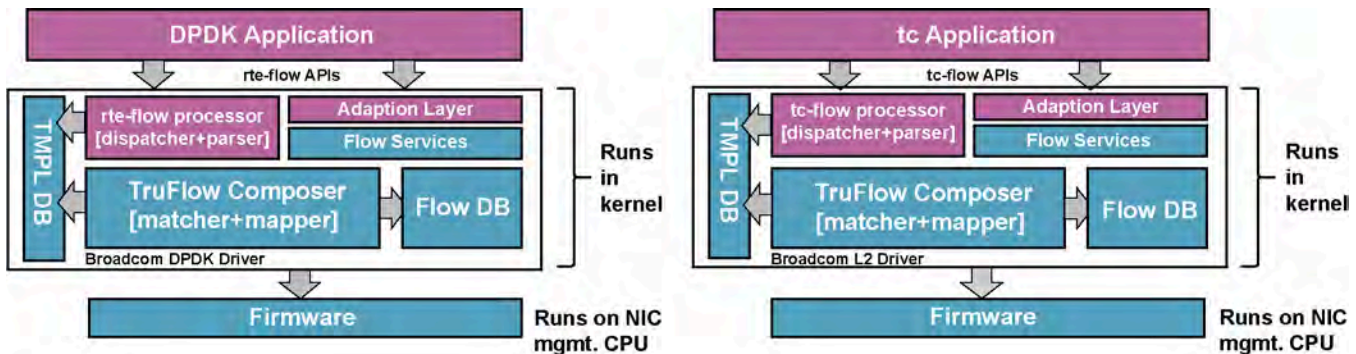 DPDK Application
rte-flow APIs
TMPL DB
rte-flow processor
[dispatcher+parser]
Adaption Layer
Flow Services
TruFlow Composer
[matcher+mapper]
Flow DB
Broadcom DPDK Driver
Runs
in
kernel
Firmware
Runs on NIC
mgmt. CPU
tc Application
tc-flow APIs
TMPL DB
tc-flow processor
[dispatcher+parser]
Adaption Layer
Flow Services
TruFlow Composer
[matcher+mapper]
Flow DB
Broadcom L2 Driver
Runs
in
kernel
Firmware
Runs on NIC
mgmt. CPU